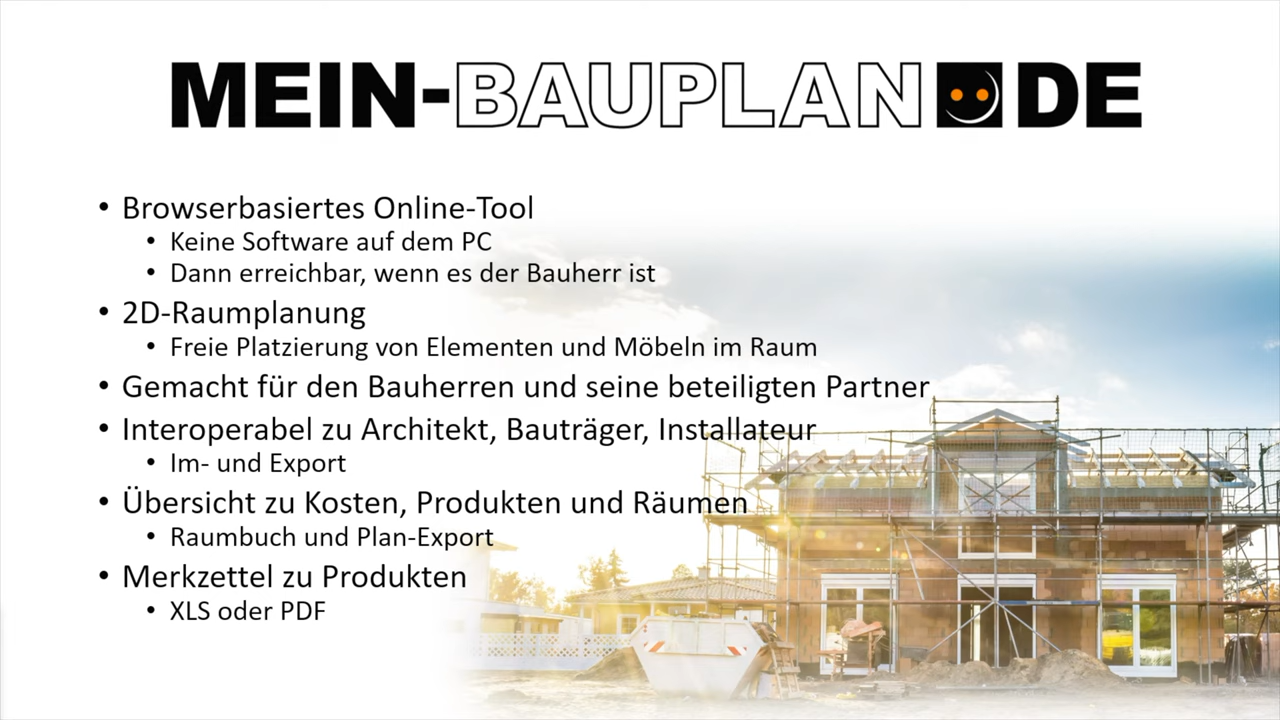 MEIN-BAUPLAN DE
• Browserbasiertes Online-Tool
• Keine Software auf dem PC
• Dann erreichbar, wenn es der Bauherr ist
• 2D-Raumplanung
• Freie Platzierung von Elementen und Möbeln im Raum
• Gemacht für den Bauherren und seine beteiligten Partner
• Interoperabel zu Architekt, Bauträger, Installateur
• Im- und Export
• Übersicht zu Kosten, Produkten und Räumen
• Raumbuch und Plan-Export
• Merkzettel zu Produkten
• XLS oder PDF